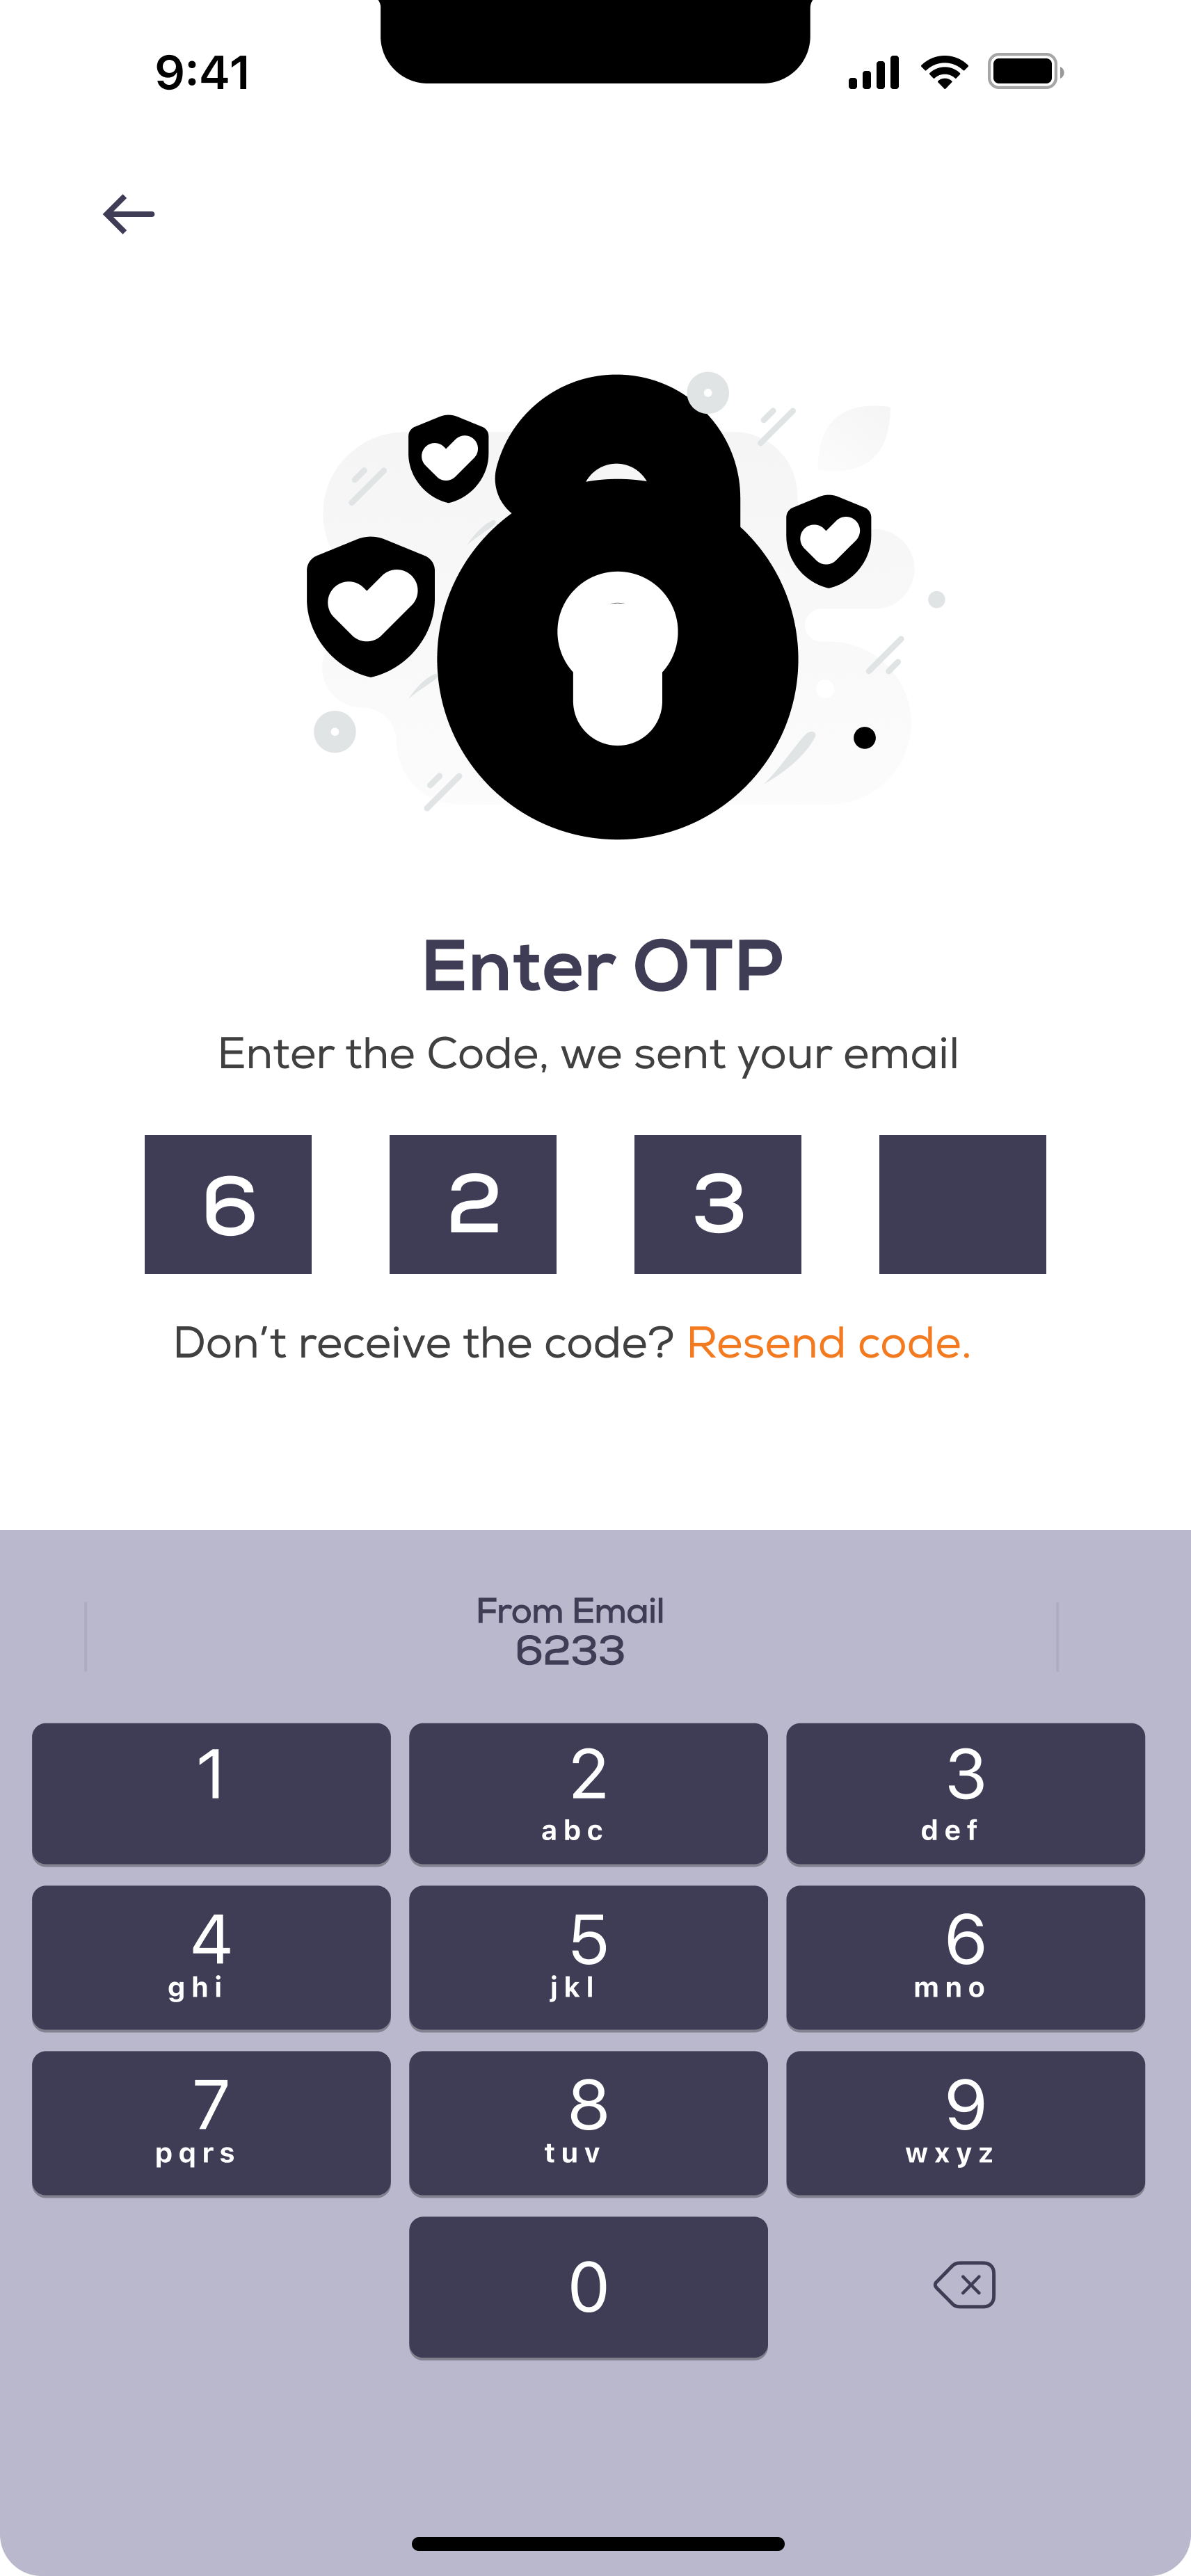 9:41
Enter OTP
Enter the Code, we sent your email
6 2 3
Don’t receive the code? Resend code.
From Email
6233
1 2 3
abc def
4 5 6
ghi jkl mno
7 8 9
pqrs tuv wxyz
0